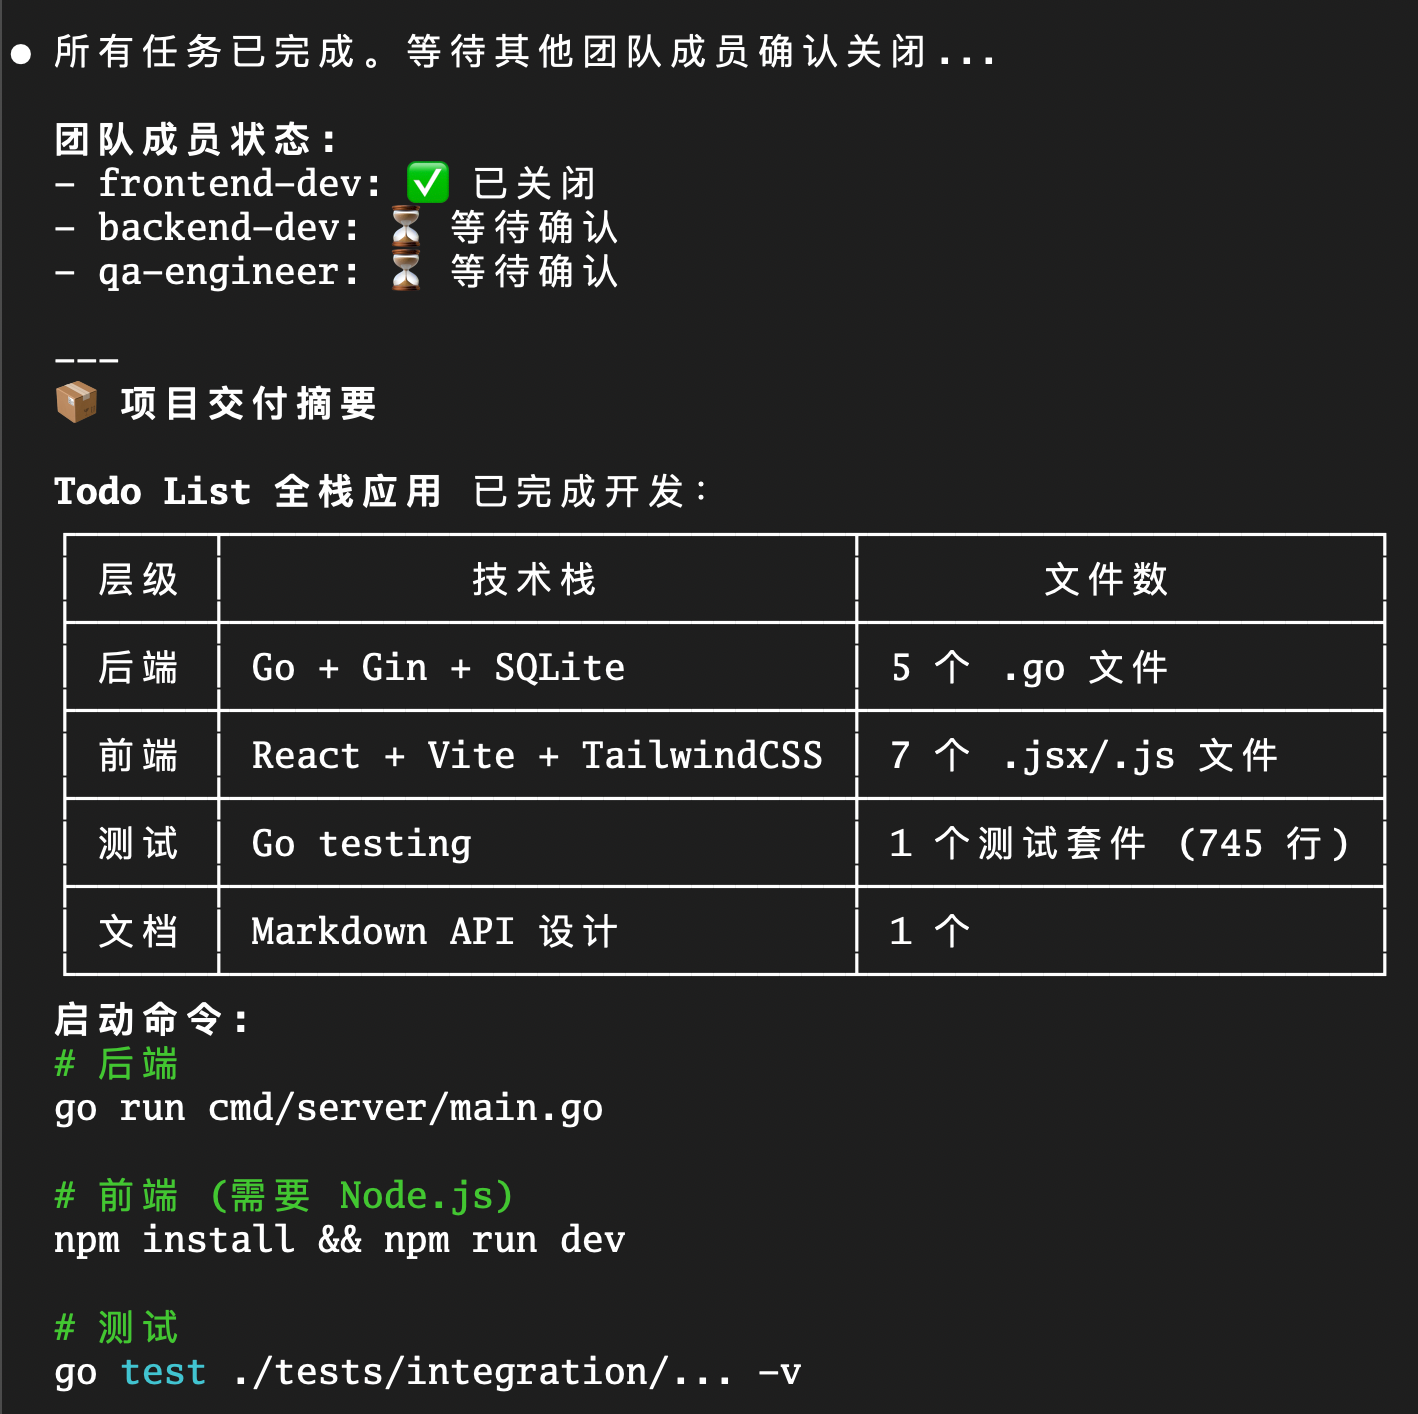 ● 所有任务已完成。等待其他团队成员确认关闭...
团队成员状态:
- frontend-dev: ✅ 已关闭
- backend-dev: ⏳ 等待确认
- qa-engineer: ⏳ 等待确认
---
📦 项目交付摘要
Todo List 全栈应用 已完成开发:
层级 技术栈 文件数
后端 Go + Gin + SQLite 5 个 .go 文件
前端 React + Vite + TailwindCSS 7 个 .jsx/.js 文件
测试 Go testing 1 个测试套件 (745 行)
文档 Markdown API 设计 1 个
启动命令:
# 后端
go run cmd/server/main.go
# 前端 (需要 Node.js)
npm install && npm run dev
# 测试
go test ./tests/integration/... -v